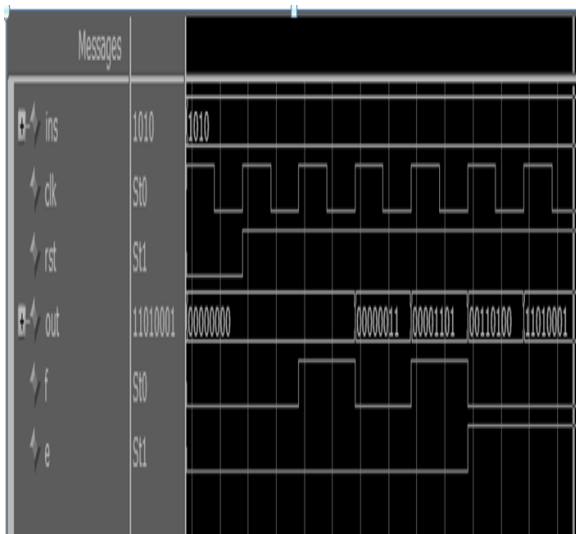 Messages
ins 1010 1010
clk St0
rst St1
out 11010001 00000000 00000011 00001101 00110100 11010001
f St0
e St1